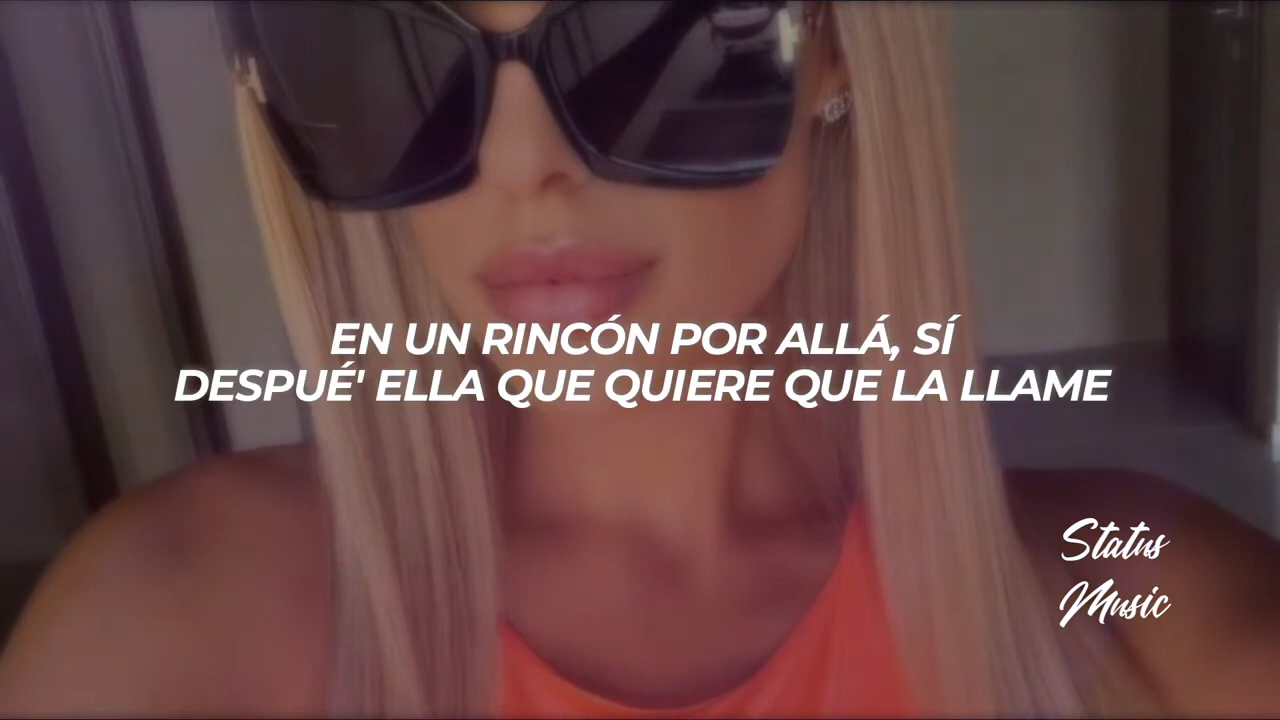 EN UN RINCÓN POR ALLÁ, SÍ
DESPUÉ' ELLA QUE QUIERE QUE LA LLAME
Status
Music